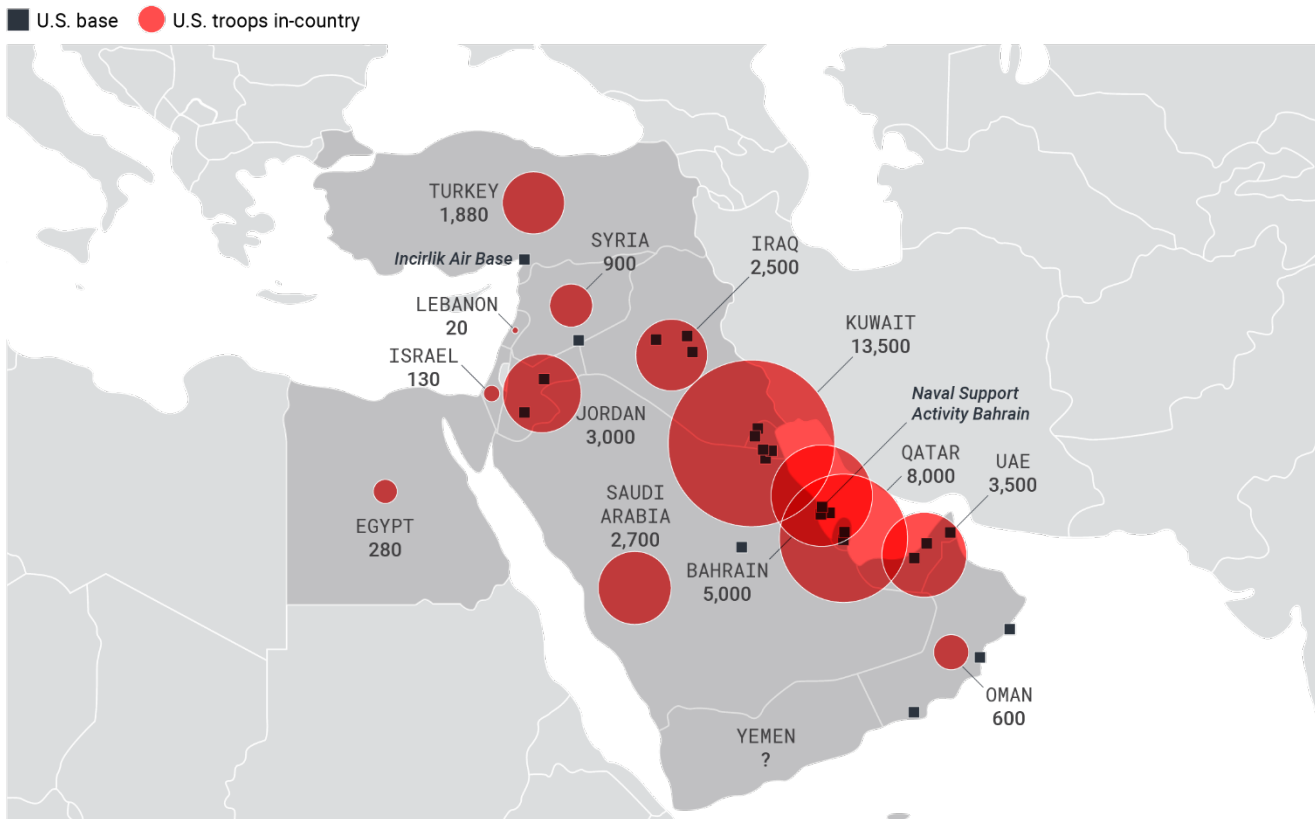 U.S. base
U.S. troops in-country
TURKEY
1,880
SYRIA
900
IRAQ
2,500
Incirlik Air Base
LEBANON
20
KUWAIT
13,500
ISRAEL
130
Naval Support
Activity Bahrain
JORDAN
3,000
QATAR
8,000
UAE
3,500
SAUDI
ARABIA
2,700
EGYPT
280
BAHRAIN
5,000
OMAN
600
YEMEN
?